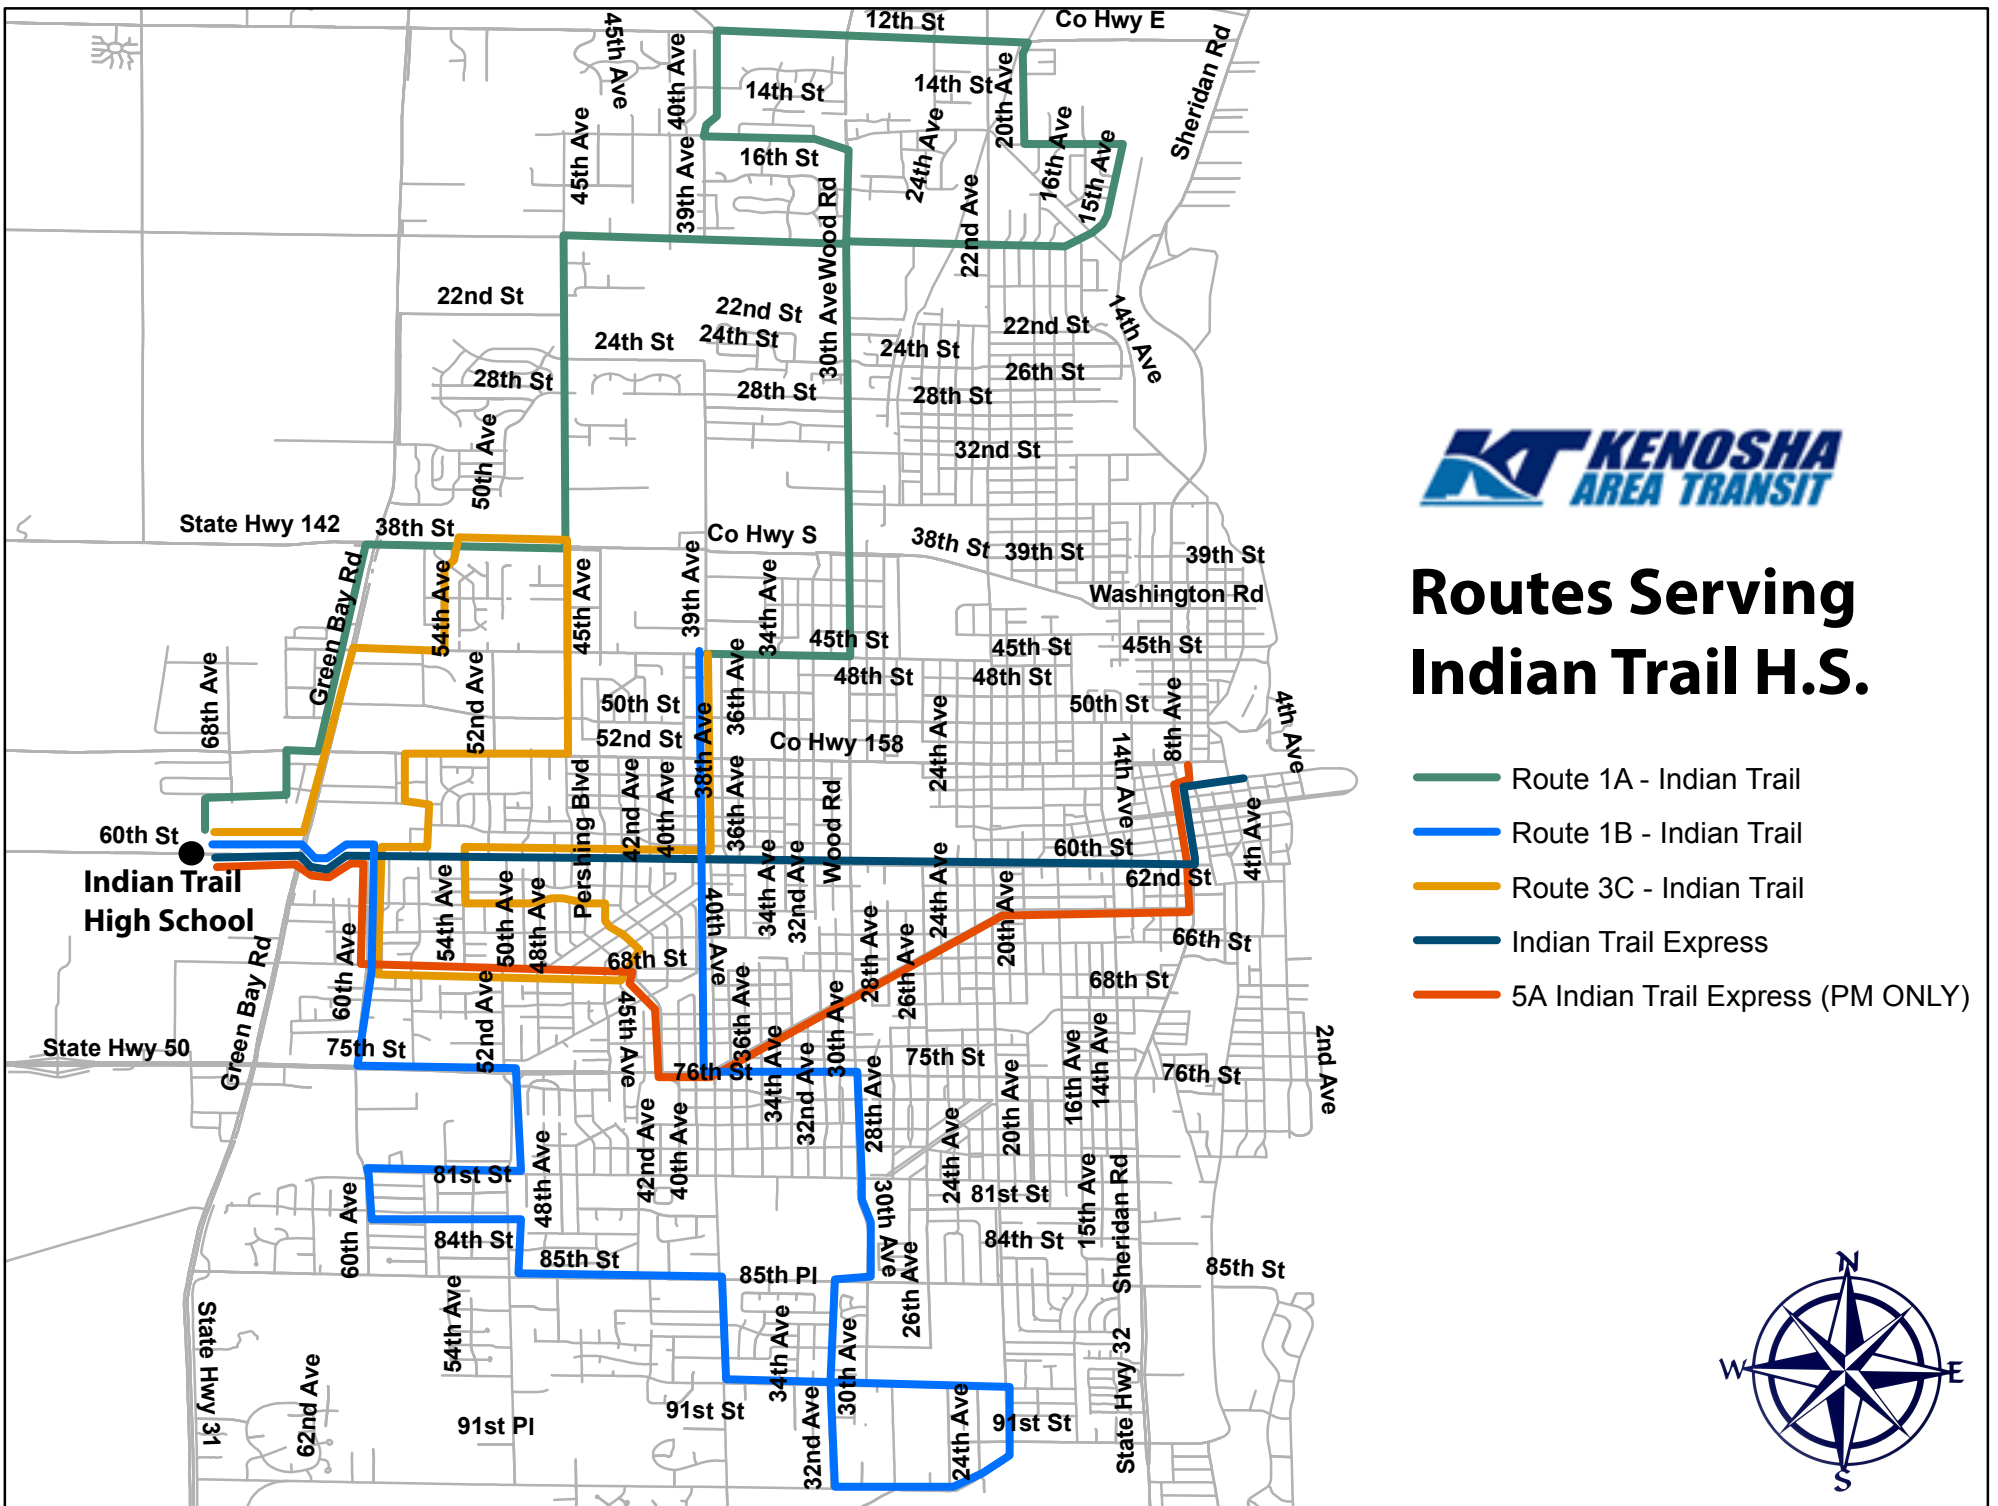 12th St
Co Hwy E
45th Ave
40th Ave
Sheridan Rd
14th St
14th St
20th Ave
45th Ave
39th Ave
16th St
24th Ave
16th Ave
15th Ave
Wood Rd
22nd Ave
22nd St
22nd St
24th St
24th St
30th Ave
24th St
22nd St
14th Ave
28th St
28th St
28th St
26th St
50th Ave
32nd St
KT KENOSHA
AREA TRANSIT
State Hwy 142
38th St
Co Hwy S
38th St
39th St
39th St
Routes Serving
Indian Trail H.S.
Green Bay Rd
54th Ave
45th Ave
39th Ave
34th Ave
Washington Rd
45th St
45th St
45th St
68th Ave
52nd Ave
36th Ave
48th St
48th St
50th St
50th St
8th Ave
4th Ave
52nd St
38th Ave
Co Hwy 158
24th Ave
14th Ave
Route 1A - Indian Trail
Pershing Blvd
42nd Ave
40th Ave
36th Ave
Wood Rd
4th Ave
Route 1B - Indian Trail
60th St
60th St
62nd St
Indian Trail
High School
Route 3C - Indian Trail
54th Ave
50th Ave
48th Ave
40th Ave
34th Ave
32nd Ave
28th Ave
24th Ave
20th Ave
66th St
Indian Trail Express
60th Ave
68th St
26th Ave
68th St
5A Indian Trail Express (PM ONLY)
Green Bay Rd
52nd Ave
45th Ave
36th Ave
34th Ave
30th Ave
16th Ave
14th Ave
2nd Ave
State Hwy 50
75th St
76th St
32nd Ave
28th Ave
75th St
20th Ave
76th St
42nd Ave
40th Ave
24th Ave
81st St
48th Ave
81st St
15th Ave
Sheridan Rd
60th Ave
84th St
85th St
30th Ave
26th Ave
84th St
85th St
85th Pl
54th Ave
34th Ave
30th Ave
State Hwy 31
62nd Ave
91st Pl
91st St
32nd Ave
24th Ave
91st St
State Hwy 32
N
W
E
S